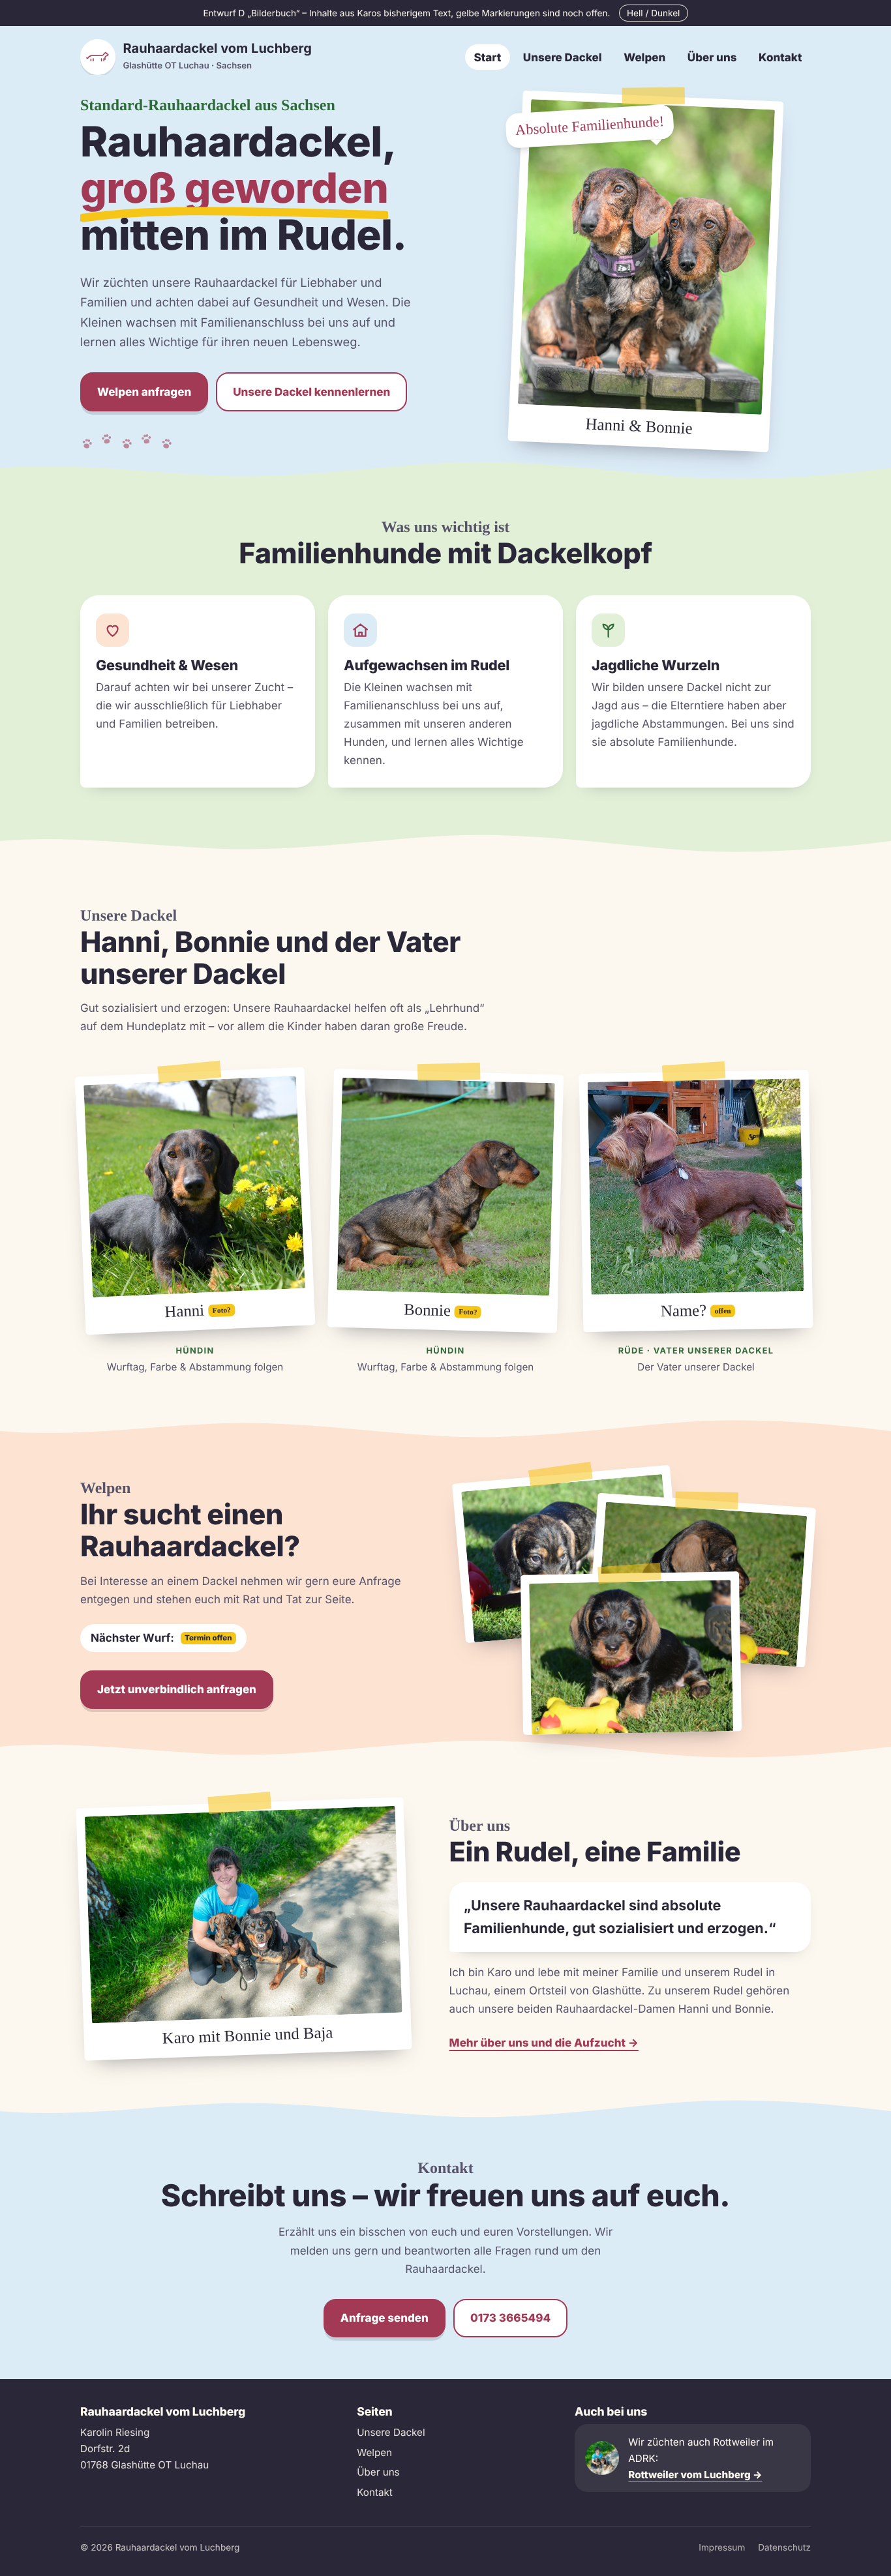 Entwurf D „Bilderbuch“ – Inhalte aus Karos bisherigem Text, gelbe Markierungen sind noch offen. Hell / Dunkel
Rauhaardackel vom Luchberg
Glashütte OT Luchau · Sachsen
Start Unsere Dackel Welpen Über uns Kontakt
Standard-Rauhaardackel aus Sachsen
Rauhaardackel,
groß geworden
mitten im Rudel.
Wir züchten unsere Rauhaardackel für Liebhaber und
Familien und achten dabei auf Gesundheit und Wesen. Die
Kleinen wachsen mit Familienanschluss bei uns auf und
lernen alles Wichtige für ihren neuen Lebensweg.
Welpen anfragen Unsere Dackel kennenlernen
Absolute Familienhunde!
Hanni & Bonnie
Was uns wichtig ist
Familienhunde mit Dackelkopf
Gesundheit & Wesen
Darauf achten wir bei unserer Zucht –
die wir ausschließlich für Liebhaber
und Familien betreiben.
Aufgewachsen im Rudel
Die Kleinen wachsen mit
Familienanschluss bei uns auf,
zusammen mit unseren anderen
Hunden, und lernen alles Wichtige
kennen.
Jagdliche Wurzeln
Wir bilden unsere Dackel nicht zur
Jagd aus – die Elterntiere haben aber
jagdliche Abstammungen. Bei uns sind
sie absolute Familienhunde.
Unsere Dackel
Hanni, Bonnie und der Vater
unserer Dackel
Gut sozialisiert und erzogen: Unsere Rauhaardackel helfen oft als „Lehrhund“
auf dem Hundeplatz mit – vor allem die Kinder haben daran große Freude.
Hanni Foto?
HÜNDIN
Wurftag, Farbe & Abstammung folgen
Bonnie Foto?
HÜNDIN
Wurftag, Farbe & Abstammung folgen
Name? offen
RÜDE · VATER UNSERER DACKEL
Der Vater unserer Dackel
Welpen
Ihr sucht einen
Rauhaardackel?
Bei Interesse an einem Dackel nehmen wir gern eure Anfrage
entgegen und stehen euch mit Rat und Tat zur Seite.
Nächster Wurf: Termin offen
Jetzt unverbindlich anfragen
Karo mit Bonnie und Baja
Über uns
Ein Rudel, eine Familie
„Unsere Rauhaardackel sind absolute
Familienhunde, gut sozialisiert und erzogen.“
Ich bin Karo und lebe mit meiner Familie und unserem Rudel in
Luchau, einem Ortsteil von Glashütte. Zu unserem Rudel gehören
auch unsere beiden Rauhaardackel-Damen Hanni und Bonnie.
Mehr über uns und die Aufzucht →
Kontakt
Schreibt uns – wir freuen uns auf euch.
Erzählt uns ein bisschen von euch und euren Vorstellungen. Wir
melden uns gern und beantworten alle Fragen rund um den
Rauhaardackel.
Anfrage senden 0173 3665494
Rauhaardackel vom Luchberg
Karolin Riesing
Dorfstr. 2d
01768 Glashütte OT Luchau
Seiten
Unsere Dackel
Welpen
Über uns
Kontakt
Auch bei uns
Wir züchten auch Rottweiler im
ADRK:
Rottweiler vom Luchberg →
© 2026 Rauhaardackel vom Luchberg
Impressum Datenschutz